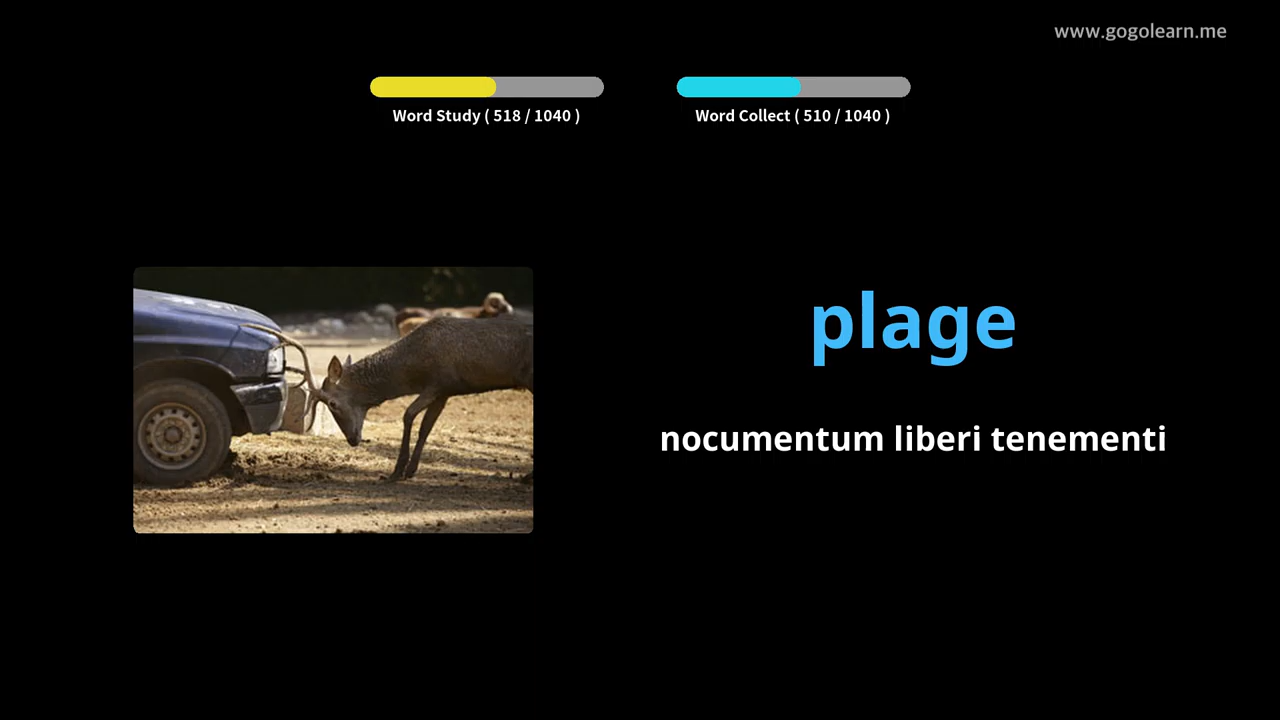 www.gogolearn.me
Word Study ( 518 / 1040 )
Word Collect ( 510 / 1040 )
plage
nocumentum liberi tenementi